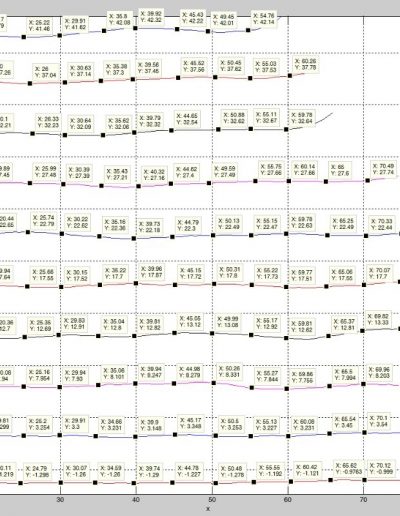 X: 25.22
Y: 41.46
X: 29.91
Y: 41.62
X: 35.8
Y: 42.08
X: 39.92
Y: 42.32
X: 45.43
Y: 42.22
X: 49.45
Y: 42.01
X: 54.76
Y: 42.14
X: 26
Y: 37.04
X: 30.63
Y: 37.14
X: 35.38
Y: 37.3
X: 39.56
Y: 37.45
X: 45.52
Y: 37.56
X: 50.45
Y: 37.62
X: 55.03
Y: 37.53
X: 60.26
Y: 37.78
X: 26.33
Y: 32.23
X: 30.64
Y: 32.09
X: 35.62
Y: 32.06
X: 39.79
Y: 32.32
X: 44.65
Y: 32.54
X: 50.88
Y: 32.62
X: 55.11
Y: 32.67
X: 59.78
Y: 32.64
X: 25.99
Y: 27.48
X: 30.39
Y: 27.39
X: 35.43
Y: 27.21
X: 40.32
Y: 27.16
X: 44.82
Y: 27.4
X: 49.59
Y: 27.49
X: 55.75
Y: 27.66
X: 60.14
Y: 27.66
X: 65
Y: 27.6
X: 70.49
Y: 27.74
X: 25.74
Y: 22.79
X: 30.22
Y: 22.62
X: 35.16
Y: 22.36
X: 39.73
Y: 22.18
X: 44.79
Y: 22.3
X: 50.13
Y: 22.49
X: 55.15
Y: 22.47
X: 59.78
Y: 22.63
X: 65.25
Y: 22.49
X: 70.33
Y: 22.44
X: 25.66
Y: 17.55
X: 30.15
Y: 17.52
X: 35.22
Y: 17.7
X: 39.96
Y: 17.87
X: 45.15
Y: 17.72
X: 50.31
Y: 17.8
X: 55.22
Y: 17.73
X: 59.77
Y: 17.51
X: 65.06
Y: 17.55
X: 70.07
Y: 17.7
X: 25.35
Y: 12.69
X: 29.83
Y: 12.91
X: 35.04
Y: 12.8
X: 39.81
Y: 12.82
X: 45.05
Y: 13.12
X: 49.99
Y: 13.08
X: 55.17
Y: 12.92
X: 59.81
Y: 12.62
X: 65.37
Y: 12.81
X: 69.82
Y: 13.33
X: 25.16
Y: 7.954
X: 29.94
Y: 7.93
X: 35.06
Y: 8.101
X: 39.94
Y: 8.247
X: 44.98
Y: 8.279
X: 50.26
Y: 8.331
X: 55.27
Y: 7.844
X: 59.86
Y: 7.755
X: 65.5
Y: 7.994
X: 69.96
Y: 8.203
X: 25.2
Y: 3.254
X: 29.91
Y: 3.3
X: 34.66
Y: 3.231
X: 39.9
Y: 3.146
X: 45.17
Y: 3.348
X: 50.5
Y: 3.253
X: 55.13
Y: 3.227
X: 60.08
Y: 3.231
X: 65.54
Y: 3.45
X: 70.1
Y: 3.54
X: 24.79
Y: -1.296
X: 30.07
Y: -1.26
X: 34.59
Y: -1.26
X: 39.74
Y: -1.29
X: 44.78
Y: -1.227
X: 50.48
Y: -1.276
X: 55.55
Y: -1.192
X: 60.42
Y: -1.121
X: 65.62
Y: -0.9763
X: 70.12
Y: -0.999
30 40 50 60 70
x